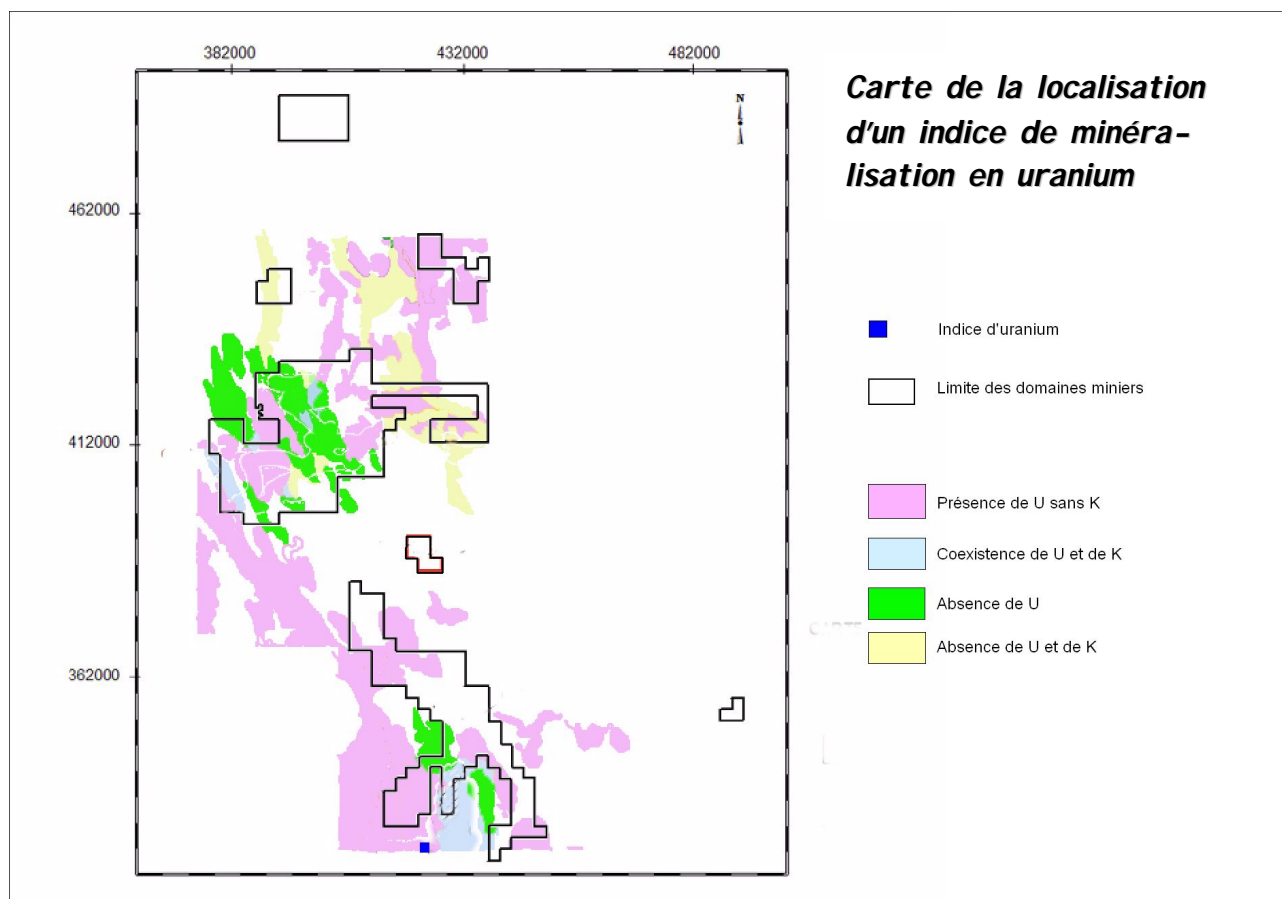 382000
432000
482000
Carte de la localisation
d'un indice de minéra-
lisation en uranium
N
462000
Indice d'uranium
Limite des domaines miniers
412000
Présence de U sans K
Coexistence de U et de K
Absence de U
Absence de U et de K
362000